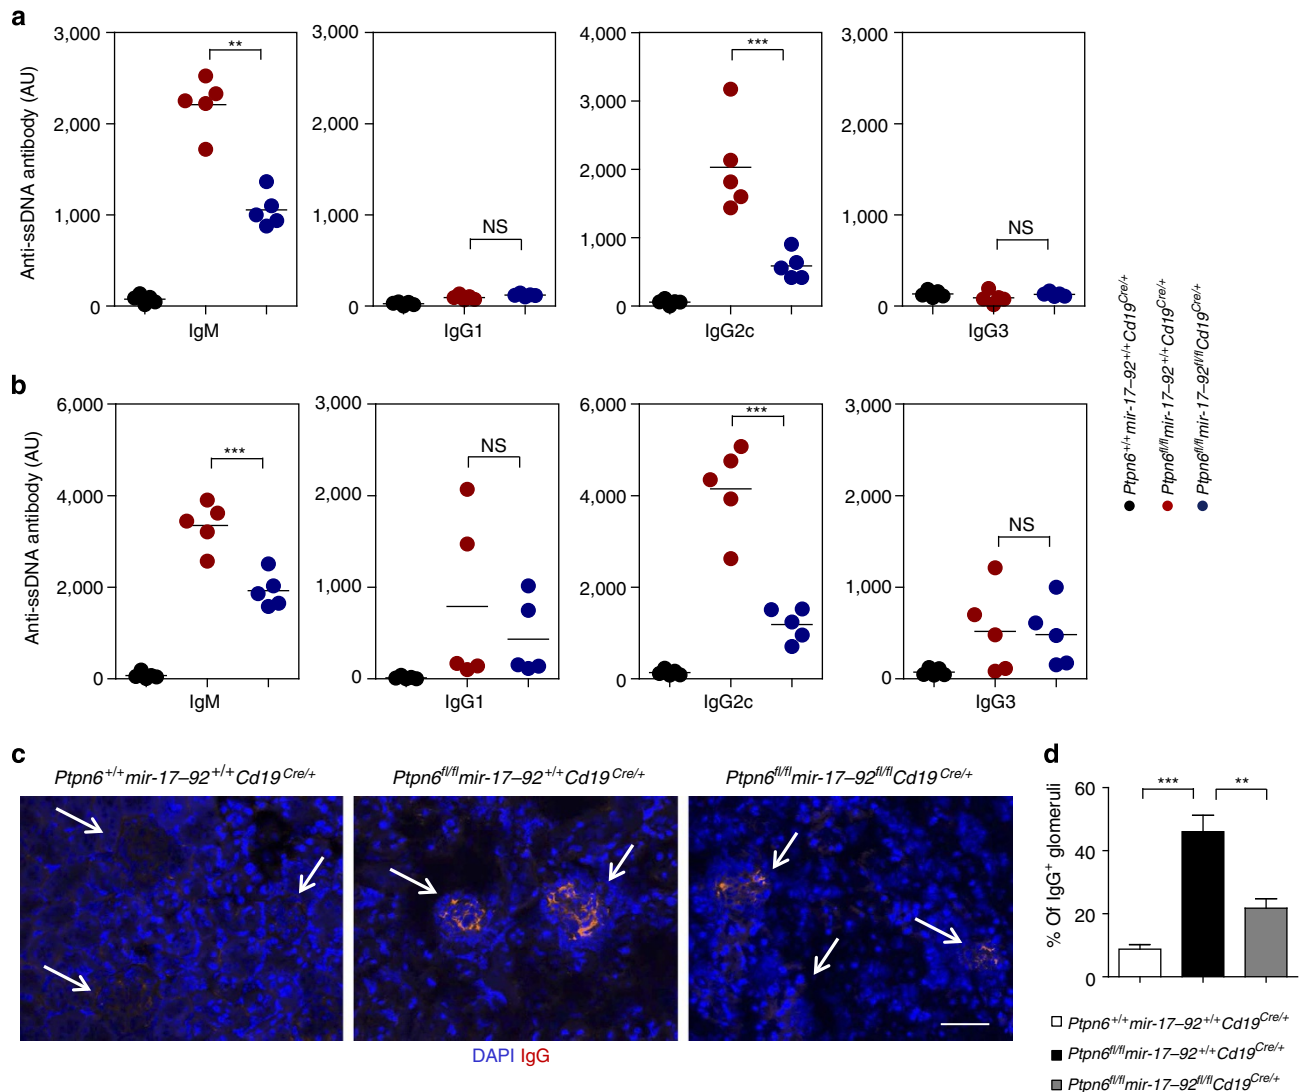 a
Anti-ssDNA antibody (AU)
3,000
2,000
1,000
0
**
IgM
3,000
2,000
1,000
0
NS
IgG1
4,000
3,000
2,000
1,000
0
***
IgG2c
3,000
2,000
1,000
0
NS
IgG3
Ptpn6+/+mir-17–92+/+Cd19Cre/+
Ptpn6fl/flmir-17–92+/+Cd19Cre/+
Ptpn6fl/flmir-17–92fl/flCd19Cre/+
b
Anti-ssDNA antibody (AU)
6,000
4,000
2,000
0
***
IgM
3,000
2,000
1,000
0
NS
IgG1
6,000
4,000
2,000
0
***
IgG2c
3,000
2,000
1,000
0
NS
IgG3
c
Ptpn6+/+mir-17–92+/+Cd19Cre/+
Ptpn6fl/flmir-17–92+/+Cd19Cre/+
Ptpn6fl/flmir-17–92fl/flCd19Cre/+
DAPI IgG
d
% Of IgG+ glomeruli
60
40
20
0
***
**
Ptpn6+/+mir-17–92+/+Cd19Cre/+
Ptpn6fl/flmir-17–92+/+Cd19Cre/+
Ptpn6fl/flmir-17–92fl/flCd19Cre/+